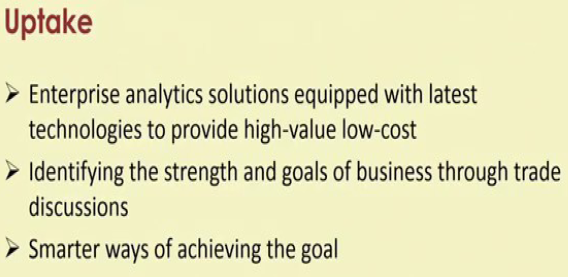 Uptake
➤ Enterprise analytics solutions equipped with latest
technologies to provide high-value low-cost
➤ Identifying the strength and goals of business through trade
discussions
➤ Smarter ways of achieving the goal